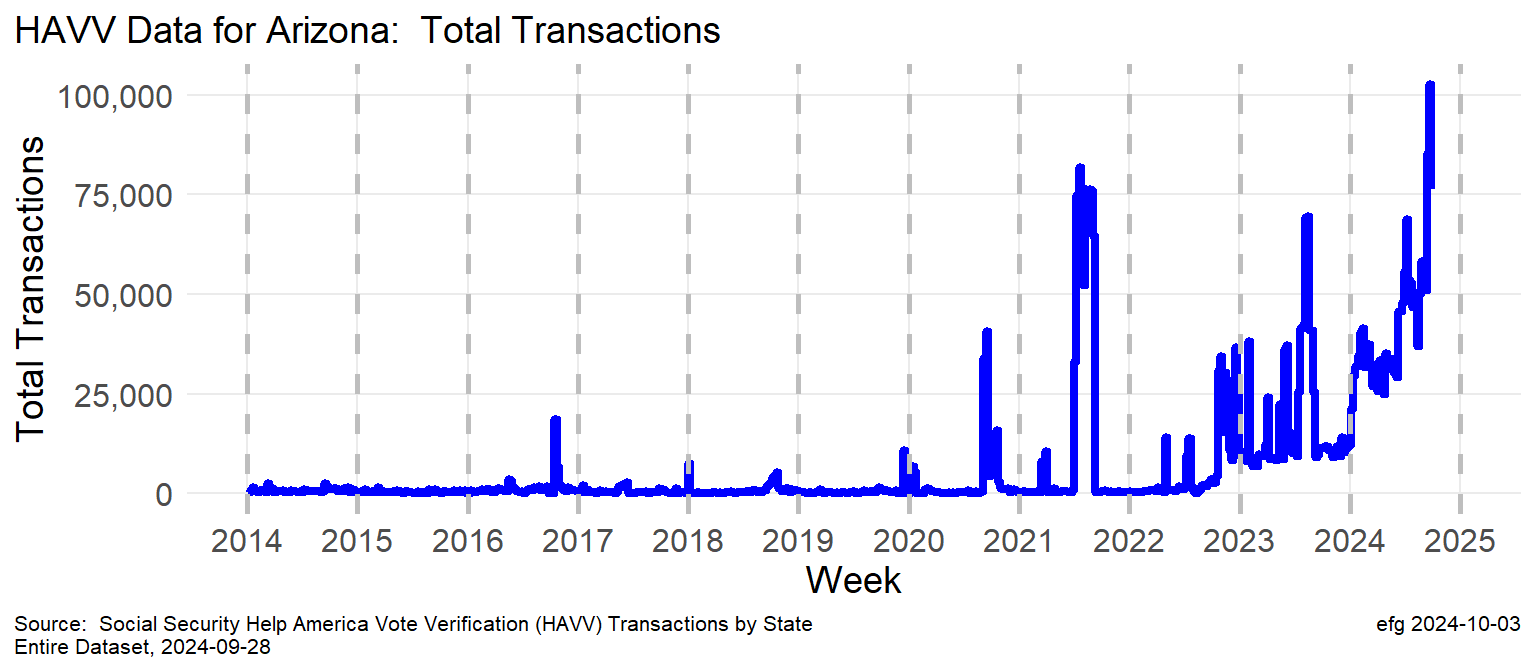 HAVV Data for Arizona:  Total Transactions
Total Transactions
100,000
75,000
50,000
25,000
0
2014 2015 2016 2017 2018 2019 2020 2021 2022 2023 2024 2025
Week
Source:  Social Security Help America Vote Verification (HAVV) Transactions by State
Entire Dataset, 2024-09-28
efg 2024-10-03